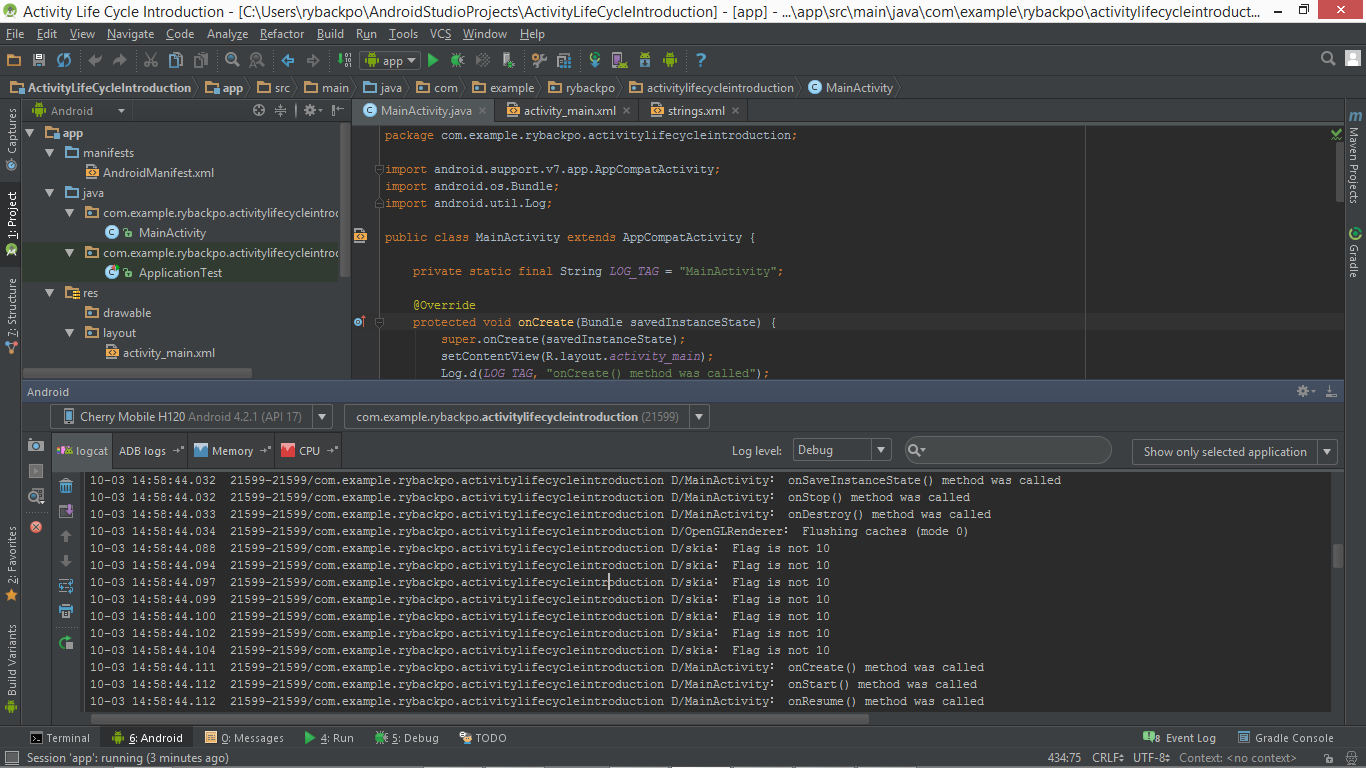 Activity Life Cycle Introduction - [C:\Users\rybackpo\AndroidStudioProjects\ActivityLifeCycleIntroduction] - [app] - ...\app\src\main\java\com\example\rybackpo\activitylifecycleintroduct...
File Edit View Navigate Code Analyze Refactor Build Run Tools VCS Window Help
app
ActivityLifeCycleIntroduction app src main java com example rybackpo activitylifecycleintroduction MainActivity
Captures
1: Project
7: Structure
2: Favorites
Build Variants
Android
app
manifests
AndroidManifest.xml
java
com.example.rybackpo.activitylifecycleintro
MainActivity
com.example.rybackpo.activitylifecycleintro
ApplicationTest
res
drawable
layout
activity_main.xml
MainActivity.java activity_main.xml strings.xml
package com.example.rybackpo.activitylifecycleintroduction;
import android.support.v7.app.AppCompatActivity;
import android.os.Bundle;
import android.util.Log;
public class MainActivity extends AppCompatActivity {
private static final String LOG_TAG = "MainActivity";
@Override
protected void onCreate(Bundle savedInstanceState) {
super.onCreate(savedInstanceState);
setContentView(R.layout.activity_main);
Log.d(LOG_TAG, "onCreate() method was called");
Maven Projects
Gradle
Android
Cherry Mobile H120 Android 4.2.1 (API 17) com.example.rybackpo.activitylifecycleintroduction (21599)
logcat ADB logs Memory CPU Log level: Debug Show only selected application
10-03 14:58:44.032 21599-21599/com.example.rybackpo.activitylifecycleintroduction D/MainActivity: onSaveInstanceState() method was called
10-03 14:58:44.032 21599-21599/com.example.rybackpo.activitylifecycleintroduction D/MainActivity: onStop() method was called
10-03 14:58:44.033 21599-21599/com.example.rybackpo.activitylifecycleintroduction D/MainActivity: onDestroy() method was called
10-03 14:58:44.034 21599-21599/com.example.rybackpo.activitylifecycleintroduction D/OpenGLRenderer: Flushing caches (mode 0)
10-03 14:58:44.088 21599-21599/com.example.rybackpo.activitylifecycleintroduction D/skia: Flag is not 10
10-03 14:58:44.094 21599-21599/com.example.rybackpo.activitylifecycleintroduction D/skia: Flag is not 10
10-03 14:58:44.097 21599-21599/com.example.rybackpo.activitylifecycleintroduction D/skia: Flag is not 10
10-03 14:58:44.099 21599-21599/com.example.rybackpo.activitylifecycleintroduction D/skia: Flag is not 10
10-03 14:58:44.100 21599-21599/com.example.rybackpo.activitylifecycleintroduction D/skia: Flag is not 10
10-03 14:58:44.102 21599-21599/com.example.rybackpo.activitylifecycleintroduction D/skia: Flag is not 10
10-03 14:58:44.104 21599-21599/com.example.rybackpo.activitylifecycleintroduction D/skia: Flag is not 10
10-03 14:58:44.111 21599-21599/com.example.rybackpo.activitylifecycleintroduction D/MainActivity: onCreate() method was called
10-03 14:58:44.112 21599-21599/com.example.rybackpo.activitylifecycleintroduction D/MainActivity: onStart() method was called
10-03 14:58:44.112 21599-21599/com.example.rybackpo.activitylifecycleintroduction D/MainActivity: onResume() method was called
Terminal 6: Android 0: Messages 4: Run 5: Debug TODO Event Log Gradle Console
Session 'app': running (3 minutes ago) 434:75 CRLF UTF-8 Context: <no context>